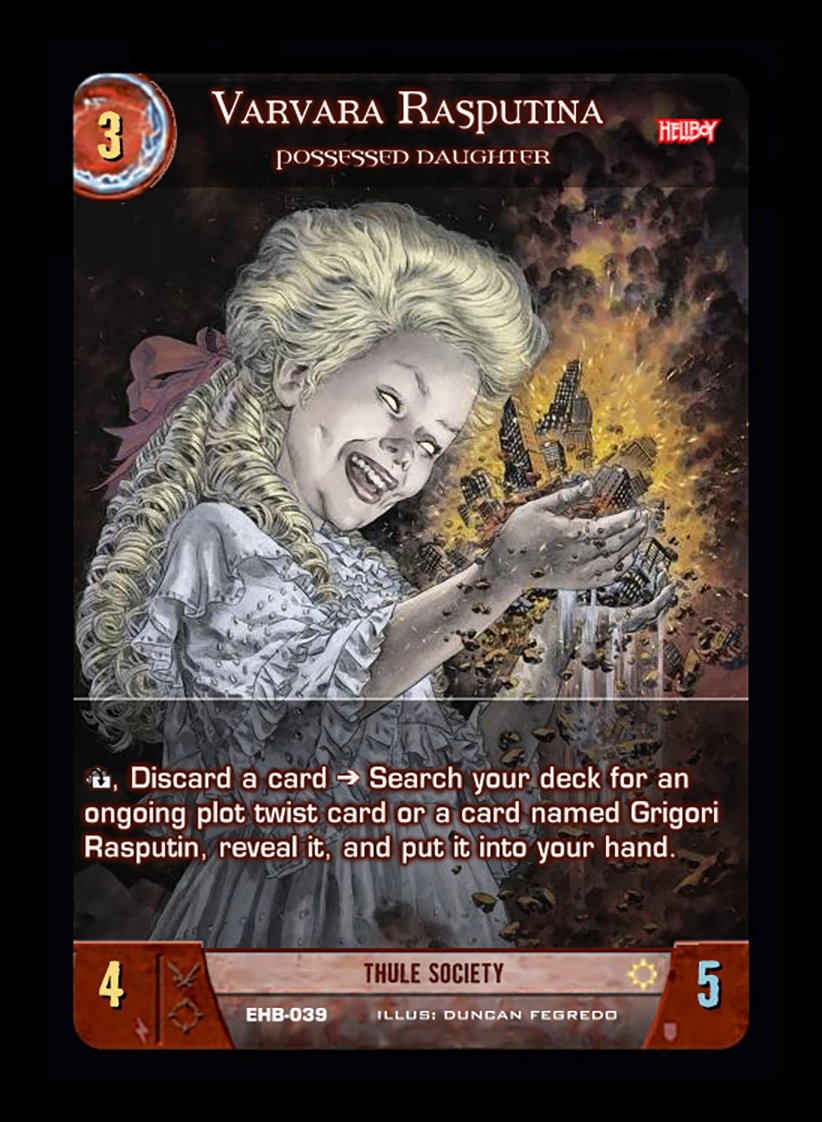 3
VARVARA RASPUTINA
HELLBOY
POSSESSED DAUGHTER
, Discard a card ➔ Search your deck for an
ongoing plot twist card or a card named Grigori
Rasputin, reveal it, and put it into your hand.
4
THULE SOCIETY
5
EHB-039 ILLUS: DUNCAN FEGREDO